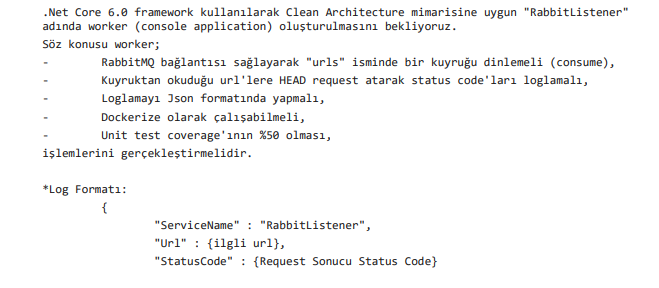 .Net Core 6.0 framework kullanılarak Clean Architecture mimarisine uygun "RabbitListener"
adında worker (console application) oluşturulmasını bekliyoruz.
Söz konusu worker;
- RabbitMQ bağlantısı sağlayarak "urls" isminde bir kuyruğu dinlemeli (consume),
- Kuyruktan okuduğu url'lere HEAD request atarak status code'ları loglamalı,
- Loglamayı Json formatında yapmalı,
- Dockerize olarak çalışabilmeli,
- Unit test coverage'ının %50 olması,
işlemlerini gerçekleştirmelidir.
*Log Formatı:
{
"ServiceName" : "RabbitListener",
"Url" : {ilgli url},
"StatusCode" : {Request Sonucu Status Code}